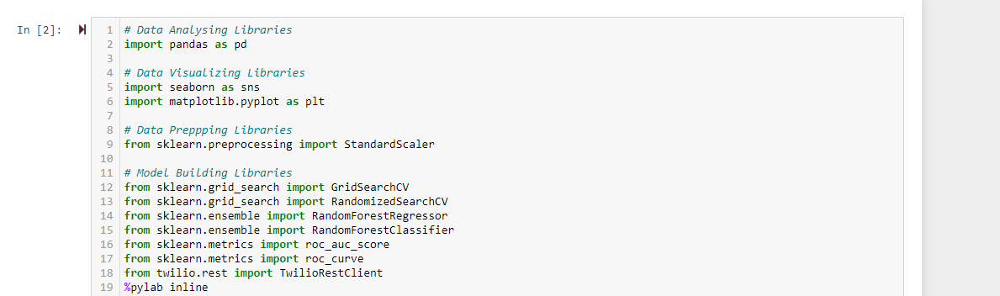 In [2]:
1 # Data Analysing Libraries
2 import pandas as pd
3
4 # Data Visualizing Libraries
5 import seaborn as sns
6 import matplotlib.pyplot as plt
7
8 # Data Preppping Libraries
9 from sklearn.preprocessing import StandardScaler
10
11 # Model Building Libraries
12 from sklearn.grid_search import GridSearchCV
13 from sklearn.grid_search import RandomizedSearchCV
14 from sklearn.ensemble import RandomForestRegressor
15 from sklearn.ensemble import RandomForestClassifier
16 from sklearn.metrics import roc_auc_score
17 from sklearn.metrics import roc_curve
18 from twilio.rest import TwilioRestClient
19 %pylab inline